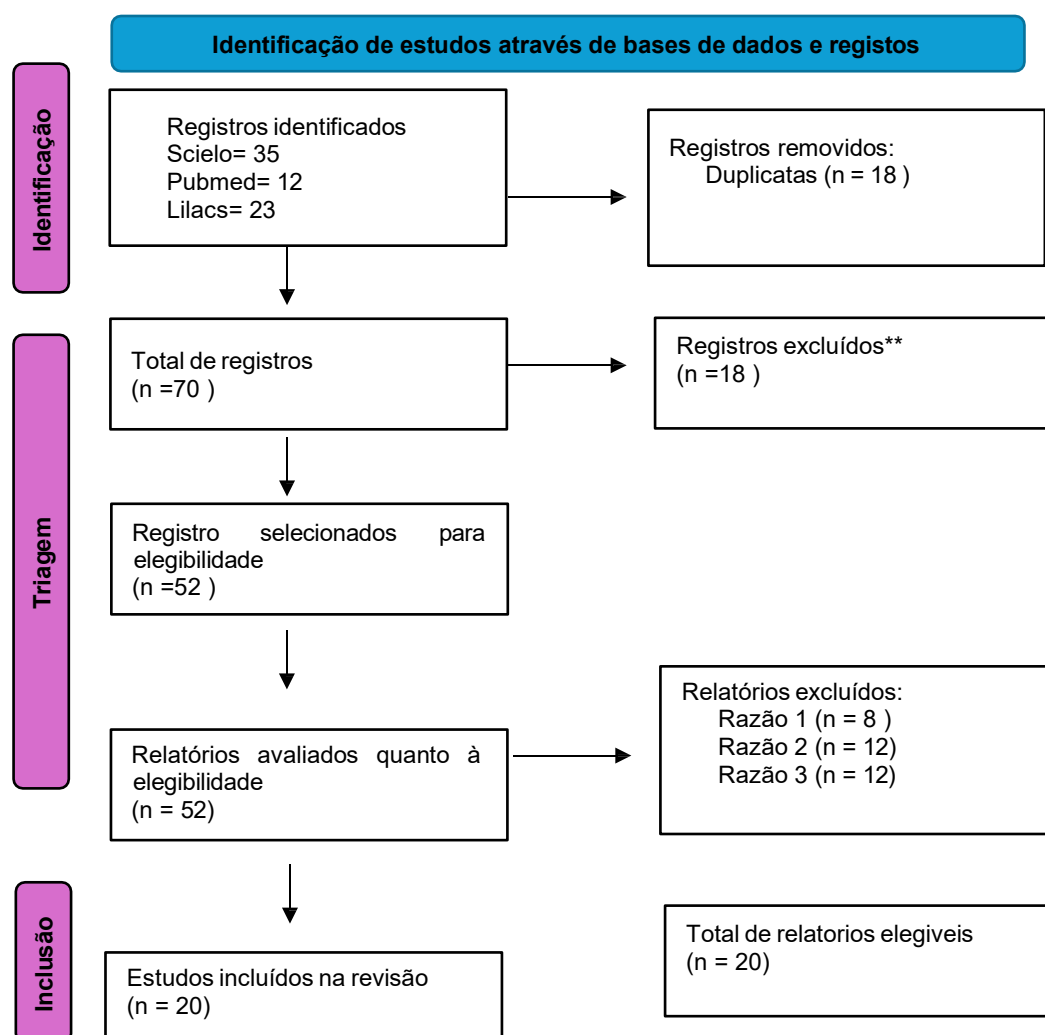 Identificação de estudos através de bases de dados e registos
Identificação
Registros identificados
Scielo= 35
Pubmed= 12
Lilacs= 23
Registros removidos:
Duplicatas (n = 18 )
Triagem
Total de registros
(n =70 )
Registros excluídos**
(n =18 )
Registro selecionados para
elegibilidade
(n =52 )
Relatórios avaliados quanto à
elegibilidade
(n = 52)
Relatórios excluídos:
Razão 1 (n = 8 )
Razão 2 (n = 12)
Razão 3 (n = 12)
Inclusão
Estudos incluídos na revisão
(n = 20)
Total de relatorios elegiveis
(n = 20)